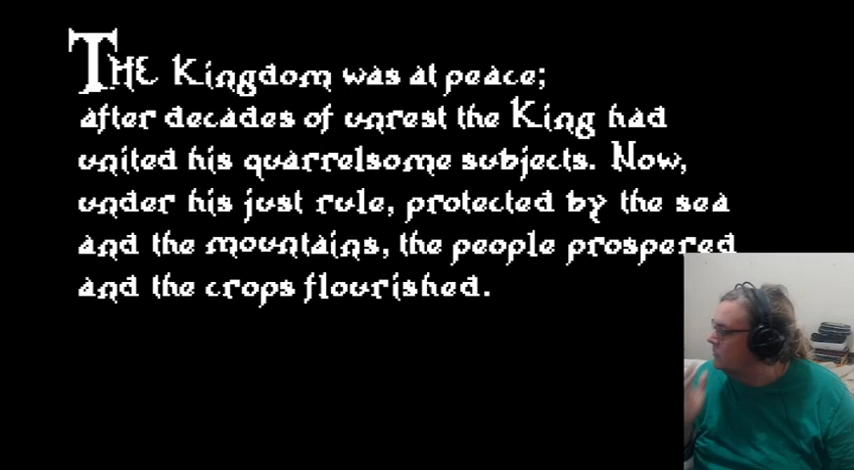 THE Kingdom was at peace;
after decades of unrest the King had
united his quarrelsome subjects. Now,
under his just rule, protected by the sea
and the mountains, the people prospered
and the crops flourished.